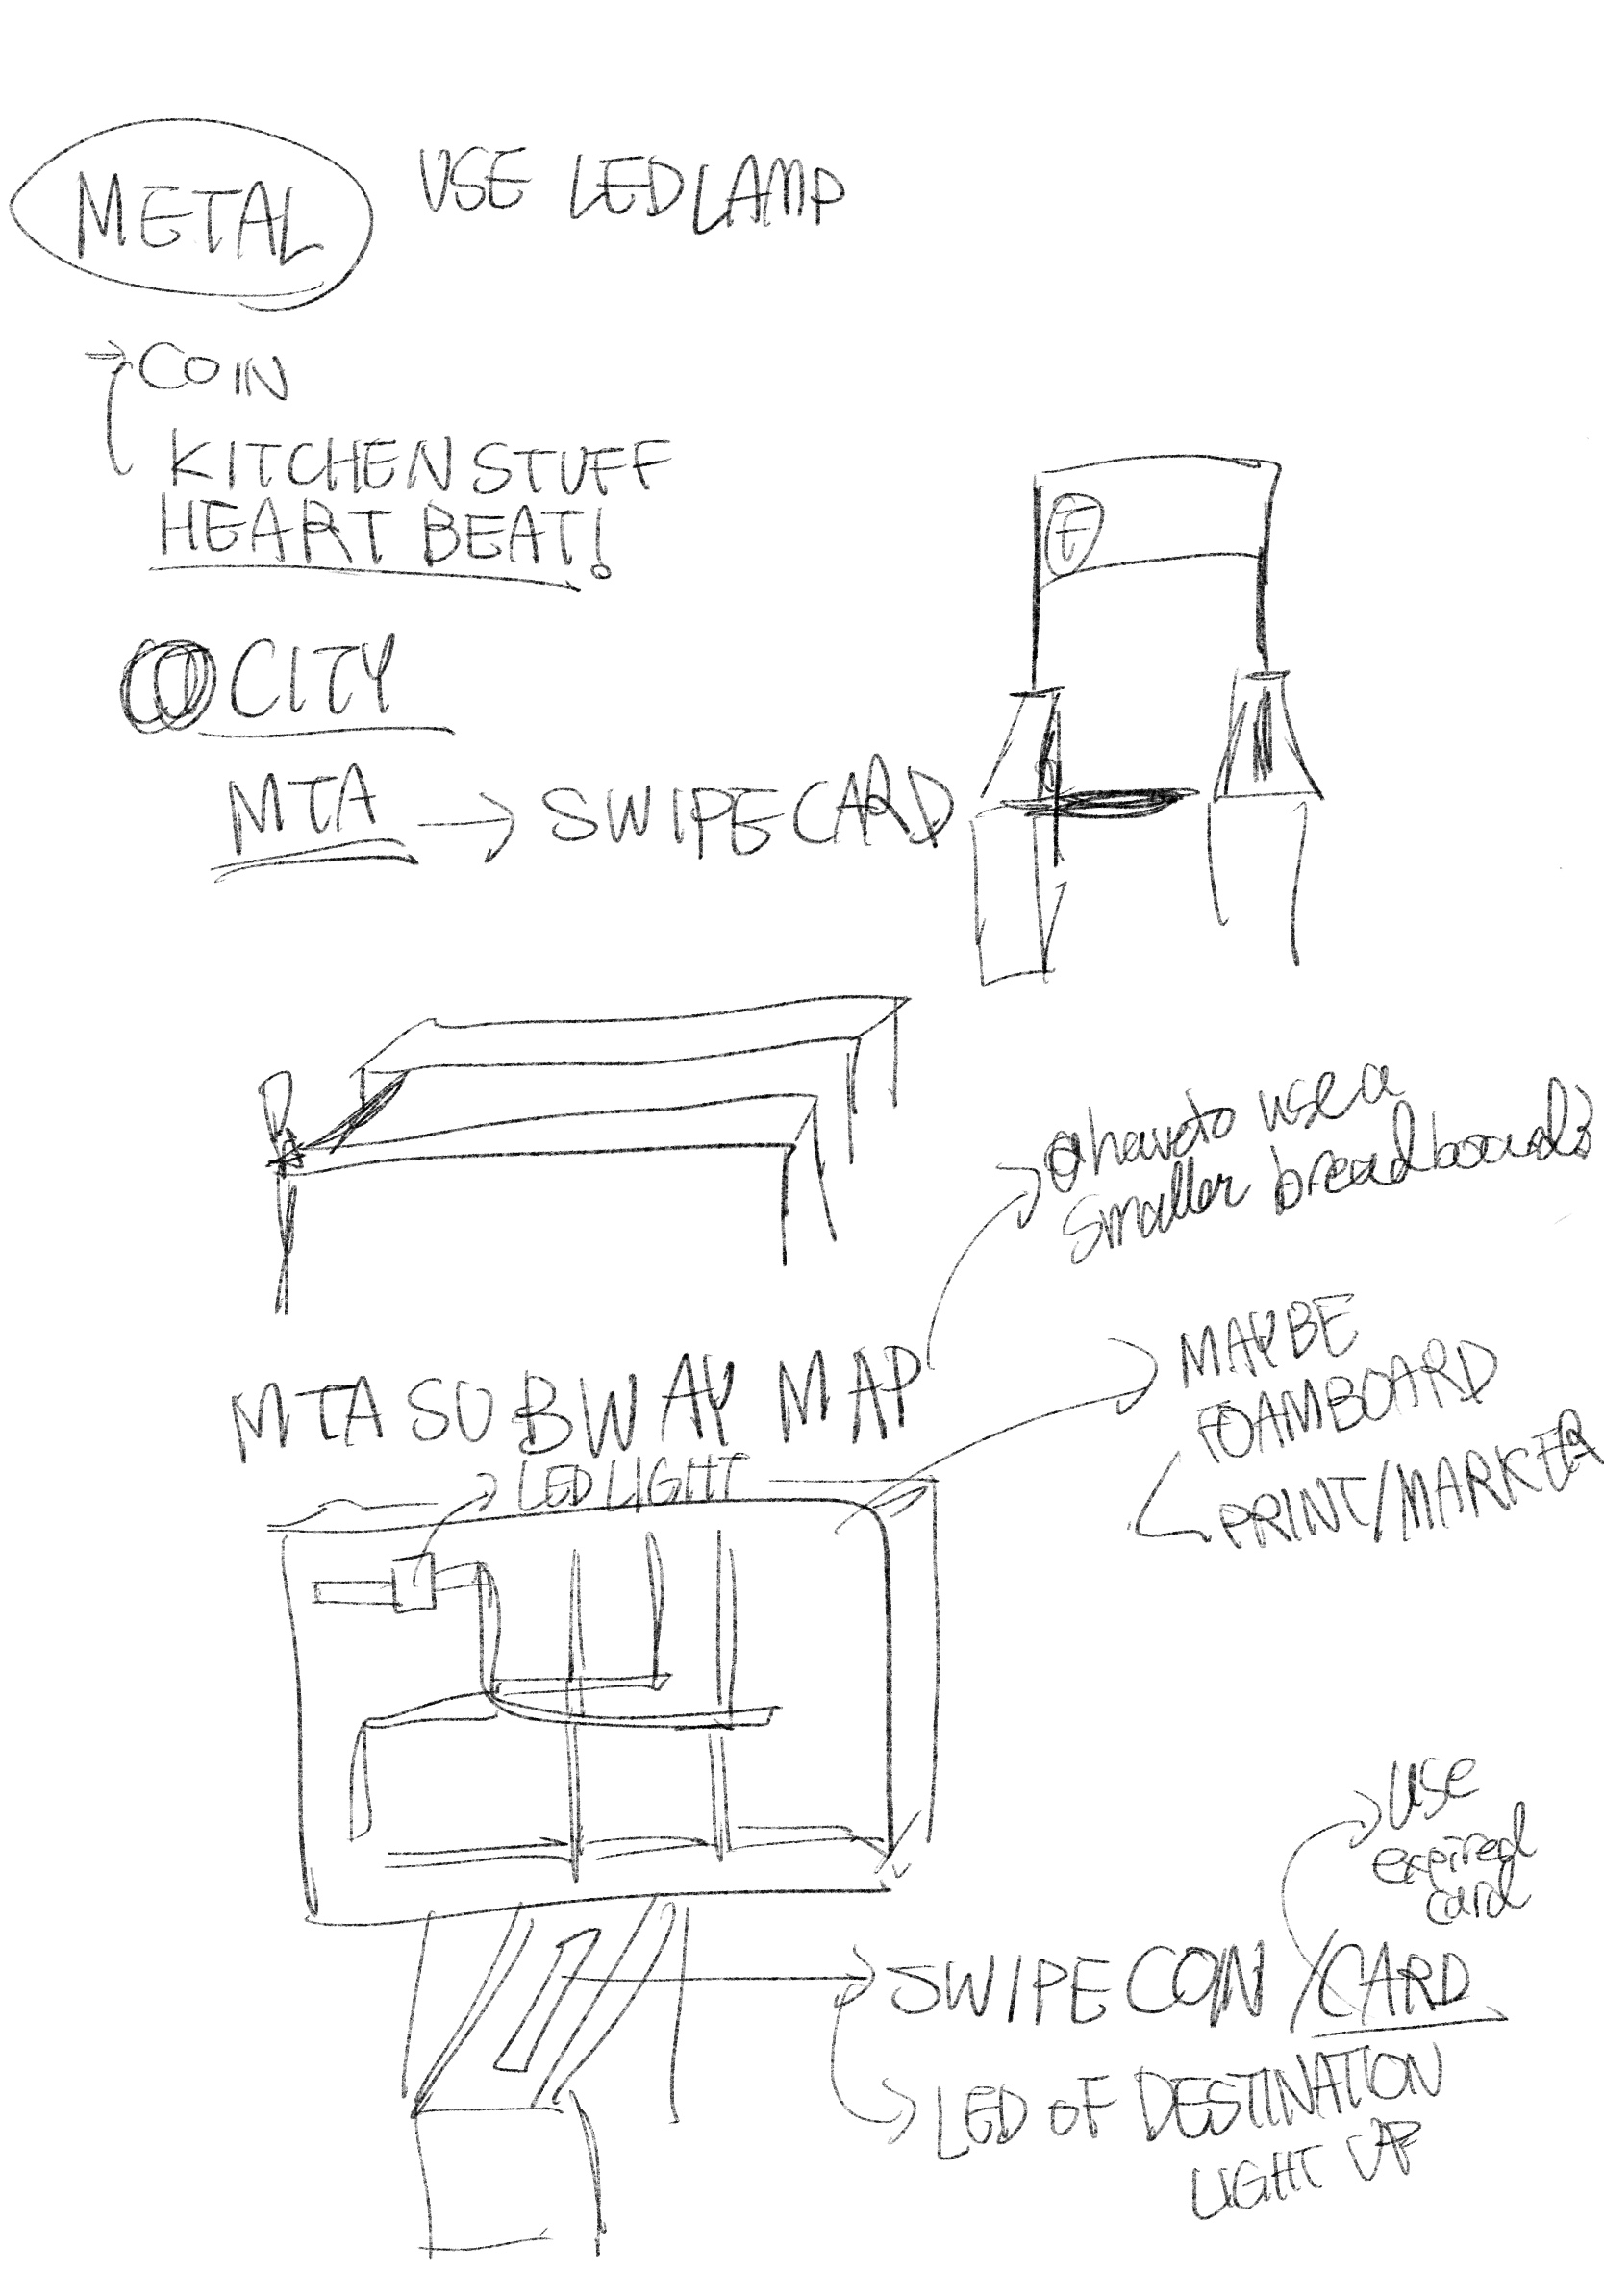 METAL
USE LED LAMP
→ COIN
KITCHEN STUFF
HEART BEAT!
CITY
MTA → SWIPE CARD
have to use a
smaller breadboard?
MTA SUBWAY MAP
LED LIGHT
MAYBE
FOAMBOARD
PRINT/MARKER
USE
expired
card
SWIPE COIN/CARD
LED OF DESTINATION
LIGHT UP